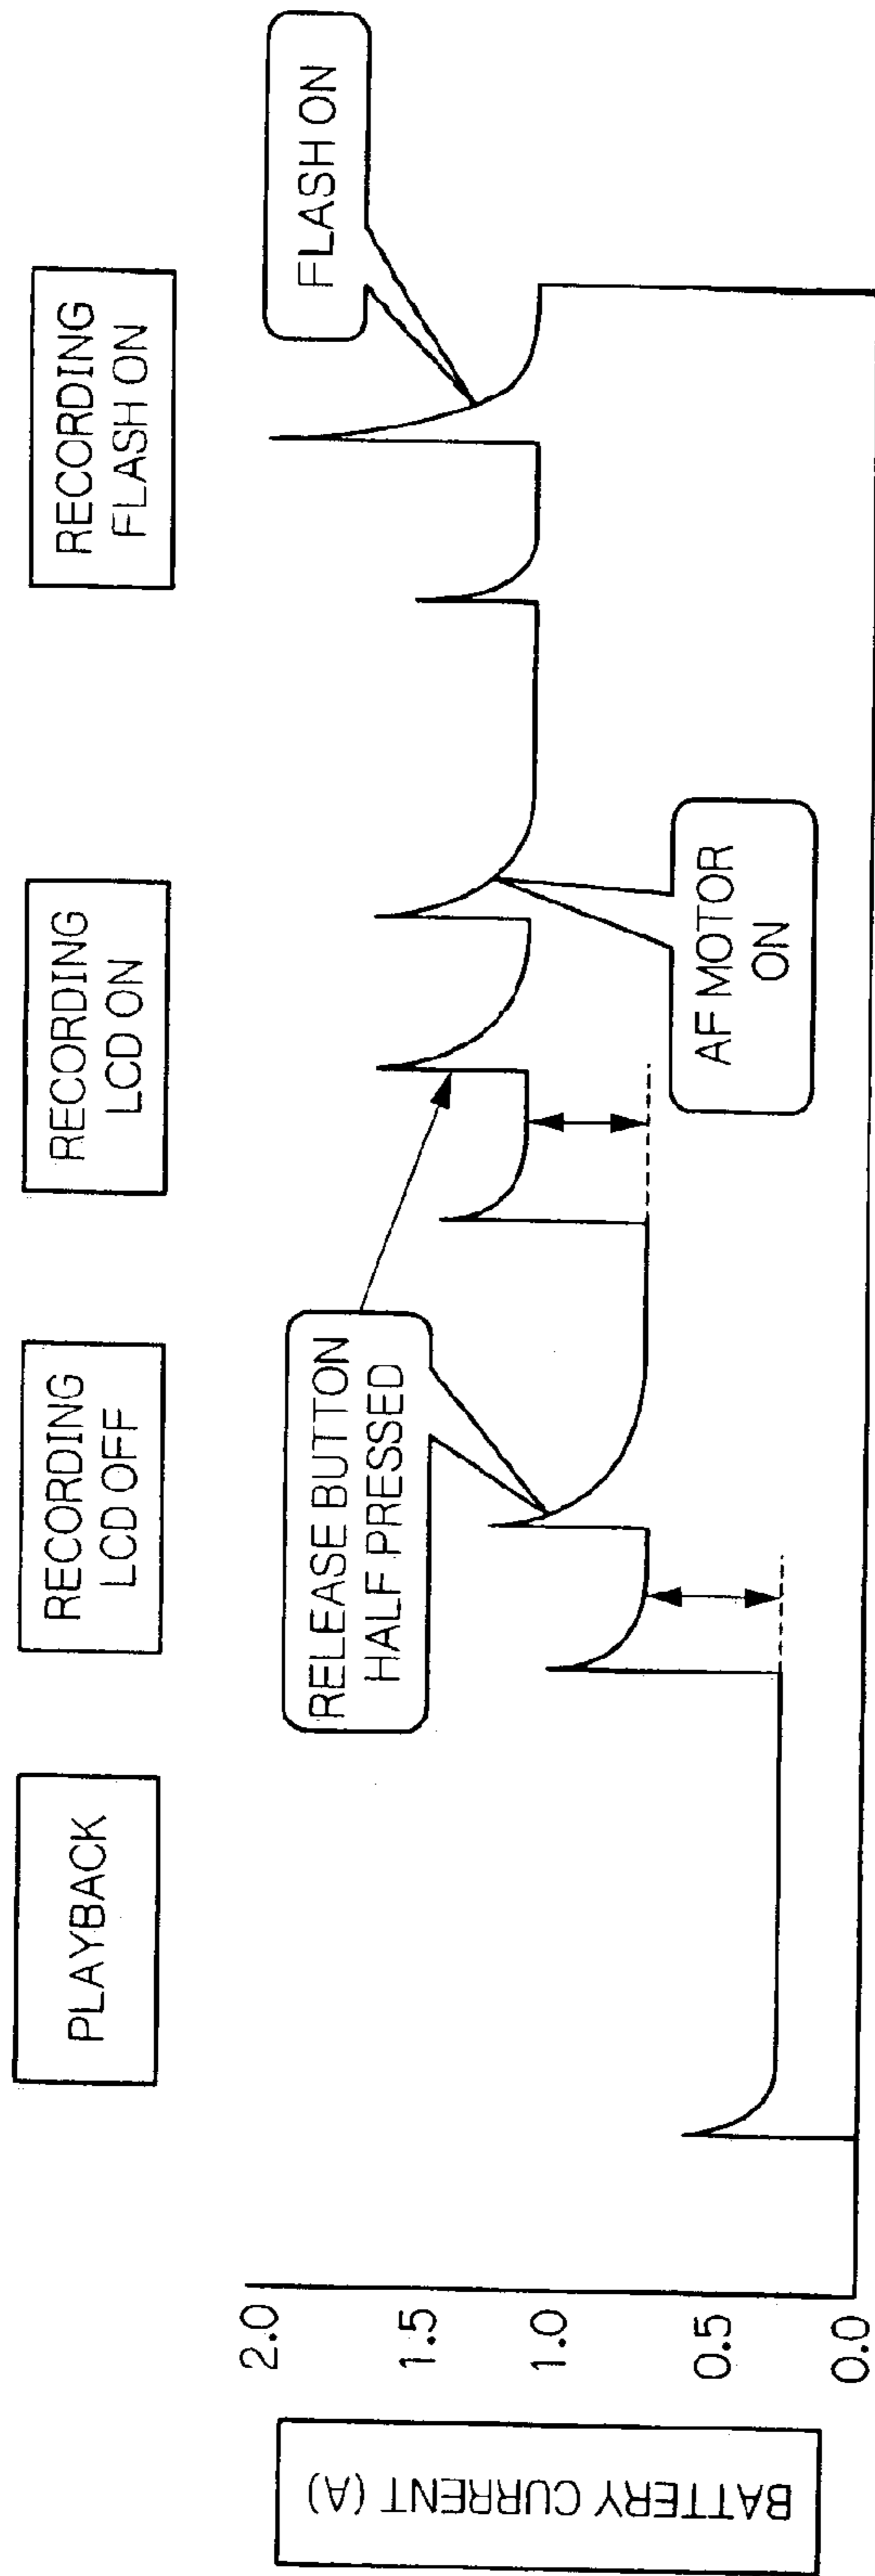 PLAYBACK
RECORDING
LCD OFF
RECORDING
LCD ON
RECORDING
FLASH ON
BATTERY CURRENT (A)
2.0
1.5
1.0
0.5
0.0
RELEASE BUTTON
HALF PRESSED
AF MOTOR
ON
FLASH ON